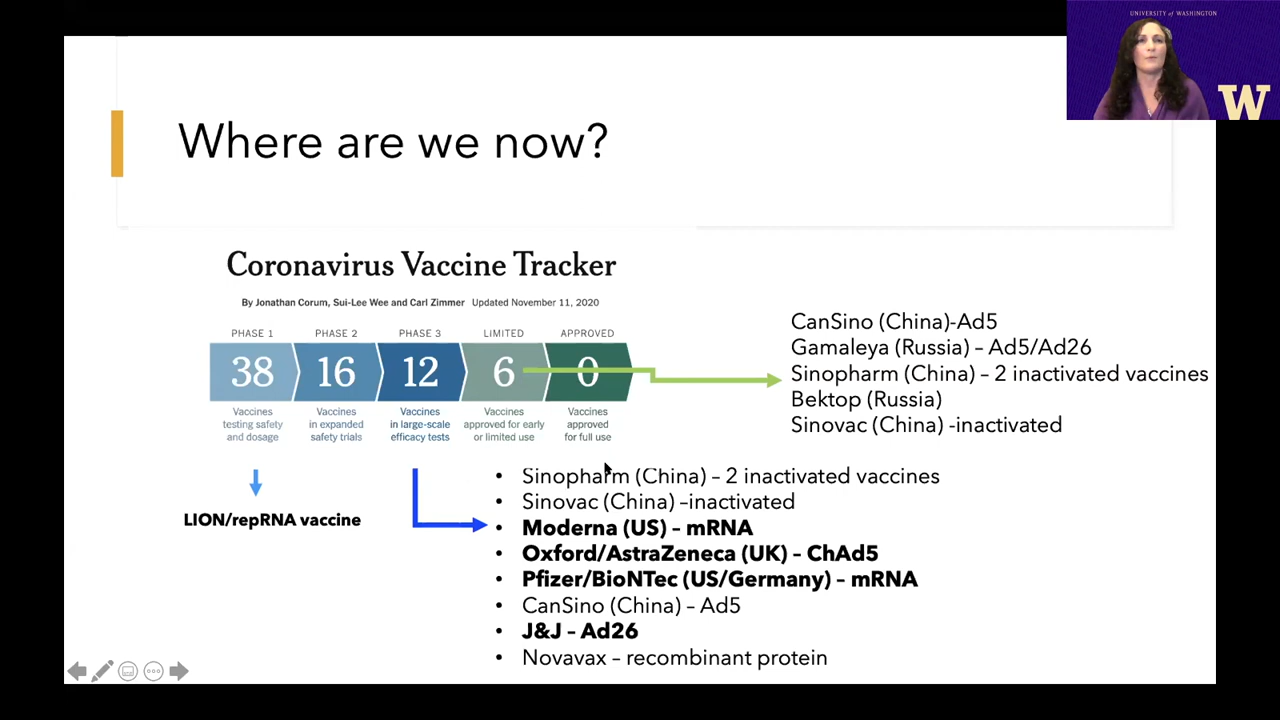 UNIVERSITY of WASHINGTON
W
Where are we now?
Coronavirus Vaccine Tracker
By Jonathan Corum, Sui-Lee Wee and Carl Zimmer Updated November 11, 2020
PHASE 1 PHASE 2 PHASE 3 LIMITED APPROVED
38 16 12 6 0
Vaccines testing safety and dosage
Vaccines in expanded safety trials
Vaccines in large-scale efficacy tests
Vaccines approved for early or limited use
Vaccines approved for full use
CanSino (China)-Ad5
Gamaleya (Russia) – Ad5/Ad26
Sinopharm (China) – 2 inactivated vaccines
Bektop (Russia)
Sinovac (China) -inactivated
LION/repRNA vaccine
• Sinopharm (China) – 2 inactivated vaccines
• Sinovac (China) –inactivated
• Moderna (US) – mRNA
• Oxford/AstraZeneca (UK) – ChAd5
• Pfizer/BioNTec (US/Germany) – mRNA
• CanSino (China) – Ad5
• J&J – Ad26
• Novavax – recombinant protein